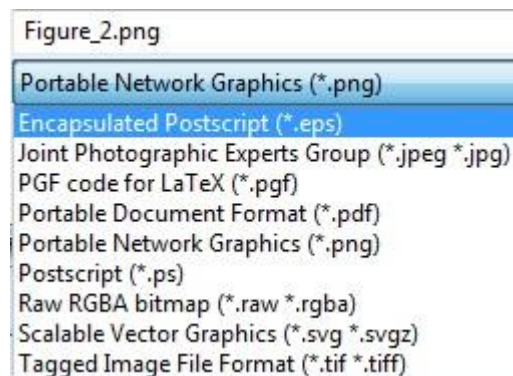 Figure_2.png
Portable Network Graphics (*.png)
Encapsulated Postscript (*.eps)
Joint Photographic Experts Group (*.jpeg *.jpg)
PGF code for LaTeX (*.pgf)
Portable Document Format (*.pdf)
Portable Network Graphics (*.png)
Postscript (*.ps)
Raw RGBA bitmap (*.raw *.rgba)
Scalable Vector Graphics (*.svg *.svgz)
Tagged Image File Format (*.tif *.tiff)